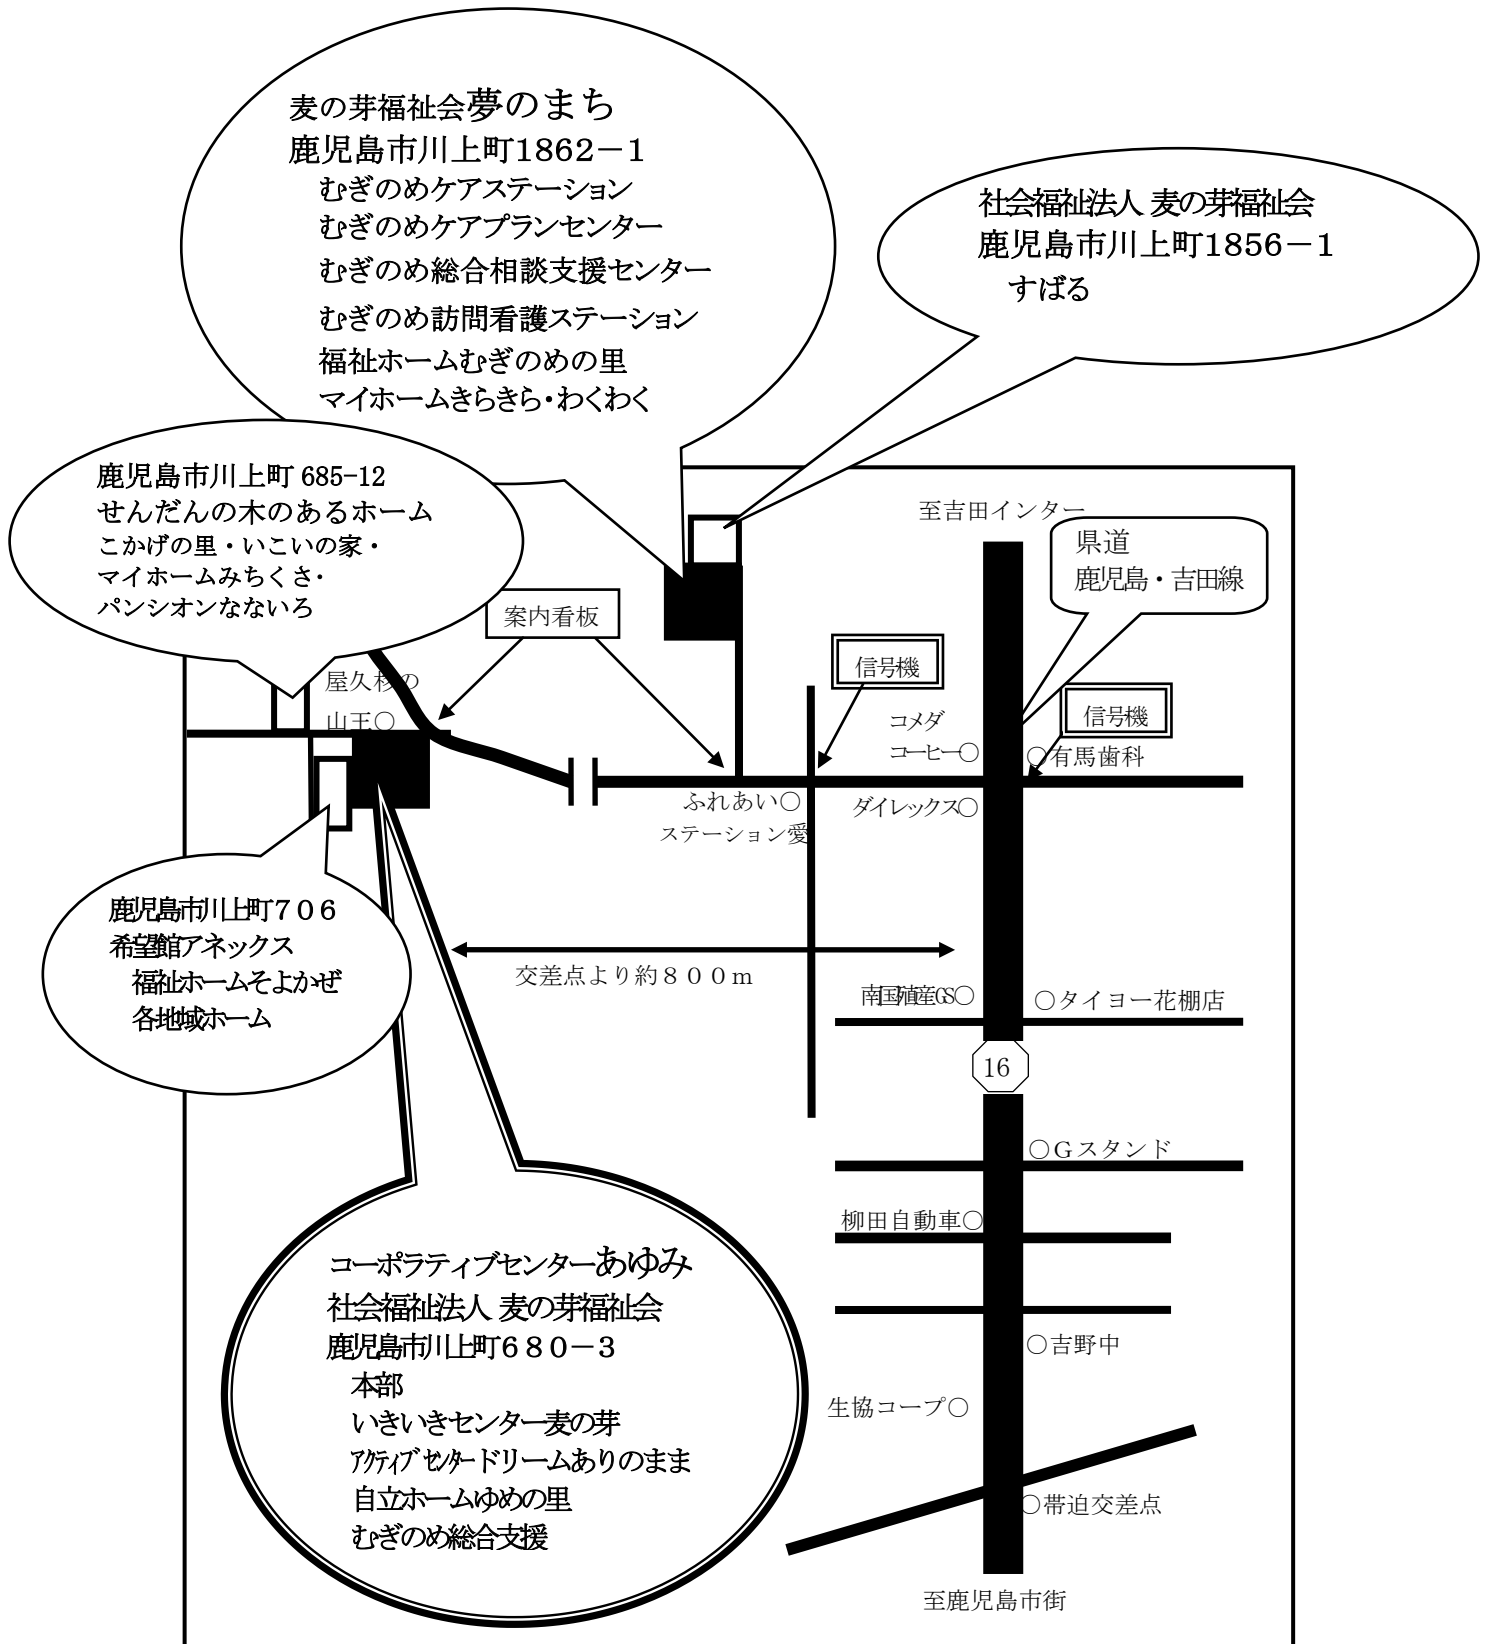 麦の芽福祉会夢のまち
鹿児島市川上町1862－1
むぎのめケアステーション
むぎのめケアプランセンター
むぎのめ総合相談支援センター
むぎのめ訪問看護ステーション
福祉ホームむぎのめの里
マイホームきらきら・わくわく
社会福祉法人 麦の芽福祉会
鹿児島市川上町1856－1
すばる
鹿児島市川上町 685-12
せんだんの木のあるホーム
こかげの里・いこいの家・
マイホームみちくさ・
パンシオンなないろ
至吉田インター
県道
鹿児島・吉田線
案内看板
信号機
信号機
屋久杉の
山王○
コメダ
コーヒー○
○有馬歯科
ふれあい○
ステーション愛
ダイレックス○
鹿児島市川上町７０６
希望館アネックス
福祉ホームそよかぜ
各地域ホーム
交差点より約８００ｍ
南国殖産GS○
○タイヨー花棚店
16
○Ｇスタンド
柳田自動車○
コーポラティブセンターあゆみ
社会福祉法人 麦の芽福祉会
鹿児島市川上町６８０－３
本部
いきいきセンター麦の芽
アクティブセンタードリームありのまま
自立ホームゆめの里
むぎのめ総合支援
○吉野中
生協コープ○
○帯迫交差点
至鹿児島市街